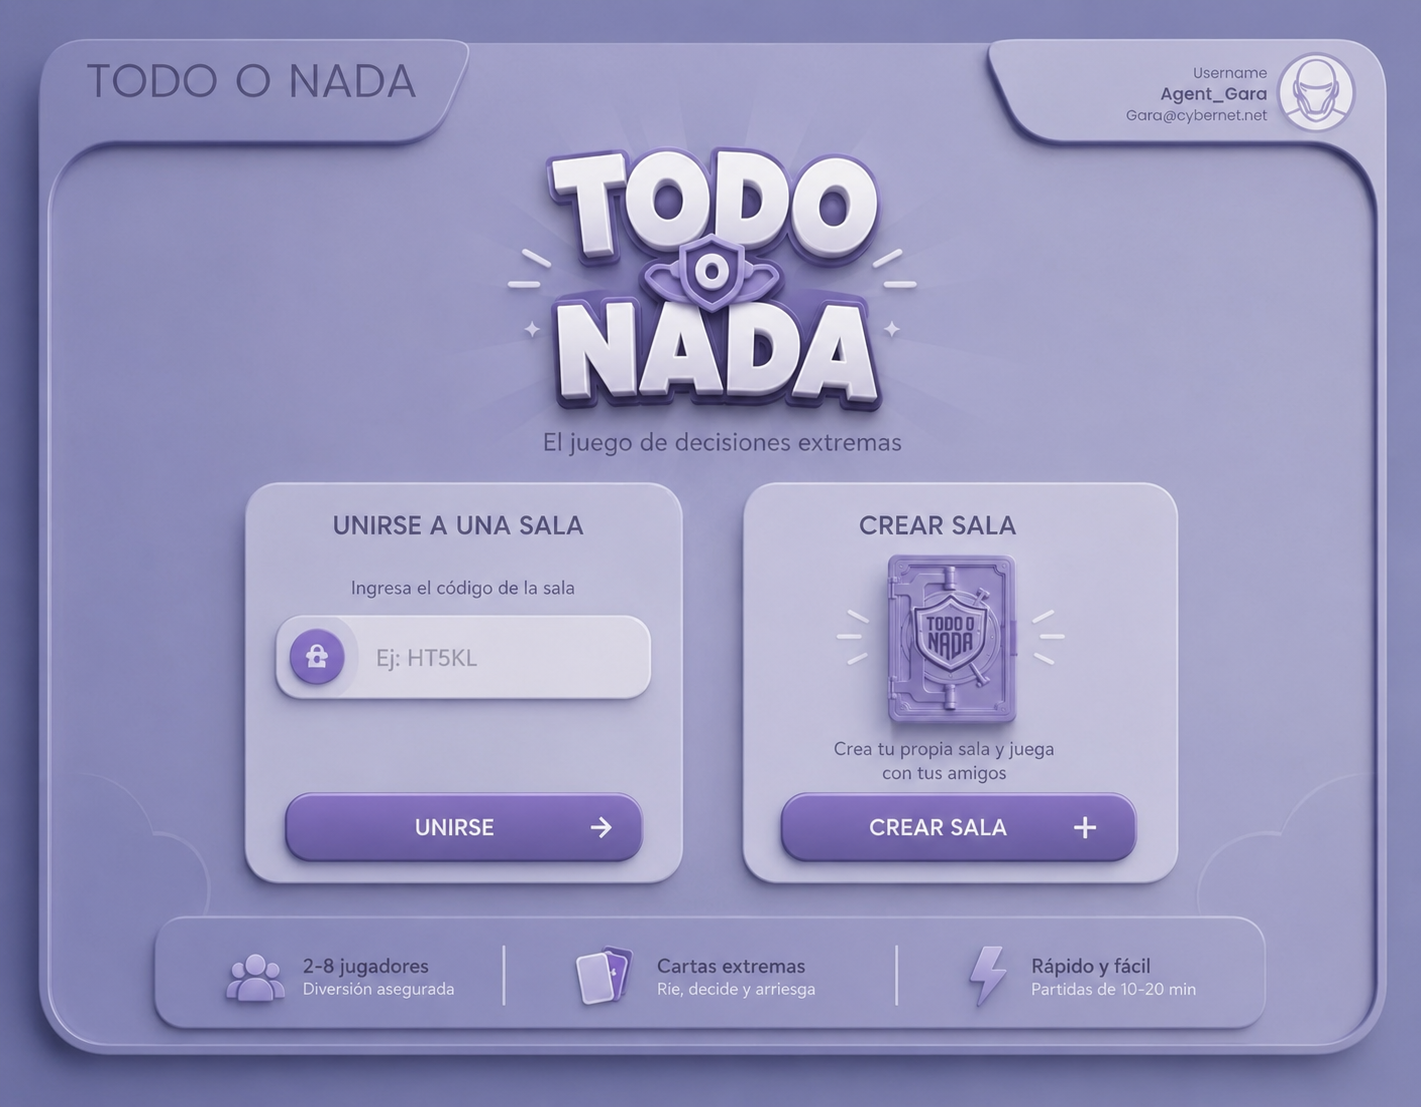 TODO O NADA
Username
Agent_Gara
Gara@cybernet.net
TODO
O
NADA
El juego de decisiones extremas
UNIRSE A UNA SALA
Ingresa el código de la sala
Ej: HT5KL
UNIRSE
CREAR SALA
TODO O
NADA
Crea tu propia sala y juega
con tus amigos
CREAR SALA
2-8 jugadores
Diversión asegurada
Cartas extremas
Rie, decide y arriesga
Rápido y fácil
Partidas de 10-20 min